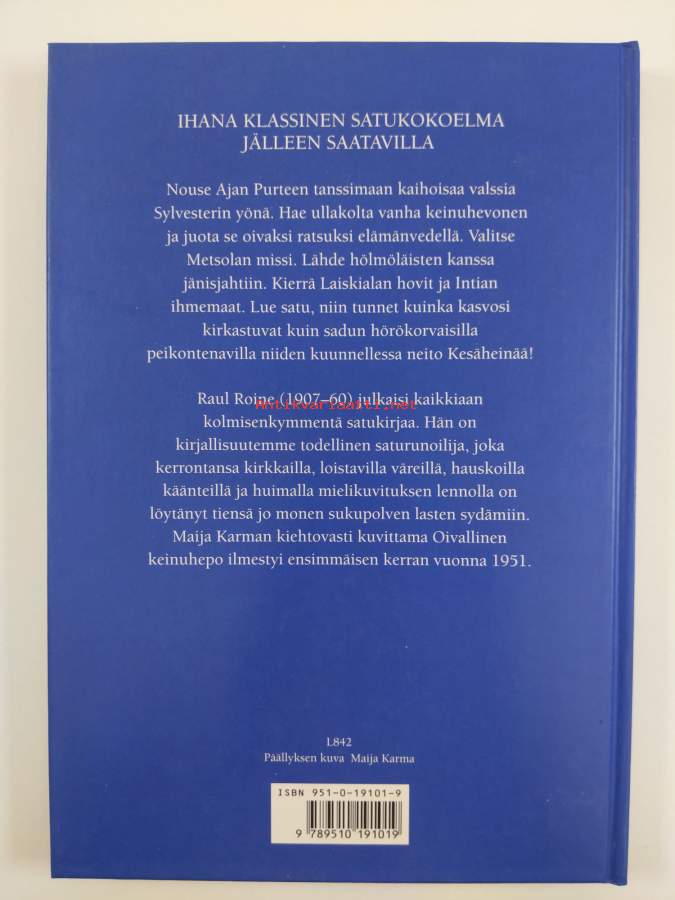 IHANA KLASSINEN SATUKOKOELMA
JÄLLEEN SAATAVILLA
Nouse Ajan Purteen tanssimaan kaihoisaa valssia
Sylvesterin yönä. Hae ullakolta vanha keinuhevonen
ja juota se oivaksi ratsuksi elämänvedellä. Valitse
Metsolan missi. Lähde hölmöläisten kanssa
jänisjahtiin. Kierrä Laiskialan hovit ja Intian
ihmemaat. Lue satu, niin tunnet kuinka kasvosi
kirkastuvat kuin sadun hörökorvaisilla
peikontenavilla niiden kuunnellessa neito Kesäheinää!
Raul Roine (1907–60) julkaisi kaikkiaan
Antikvariaatti.net
kolmisenkymmentä satukirjaa. Hän on
kirjallisuutemme todellinen saturunoilija, joka
kerrontansa kirkkailla, loistavilla väreillä, hauskoilla
käänteillä ja huimalla mielikuvituksen lennolla on
löytänyt tiensä jo monen sukupolven lasten sydämiin.
Maija Karman kiehtovasti kuvittama Oivallinen
keinuhepo ilmestyi ensimmäisen kerran vuonna 1951.
L842
Päällyksen kuva Maija Karma
ISBN 951-0-19101-9
9 789510 191019